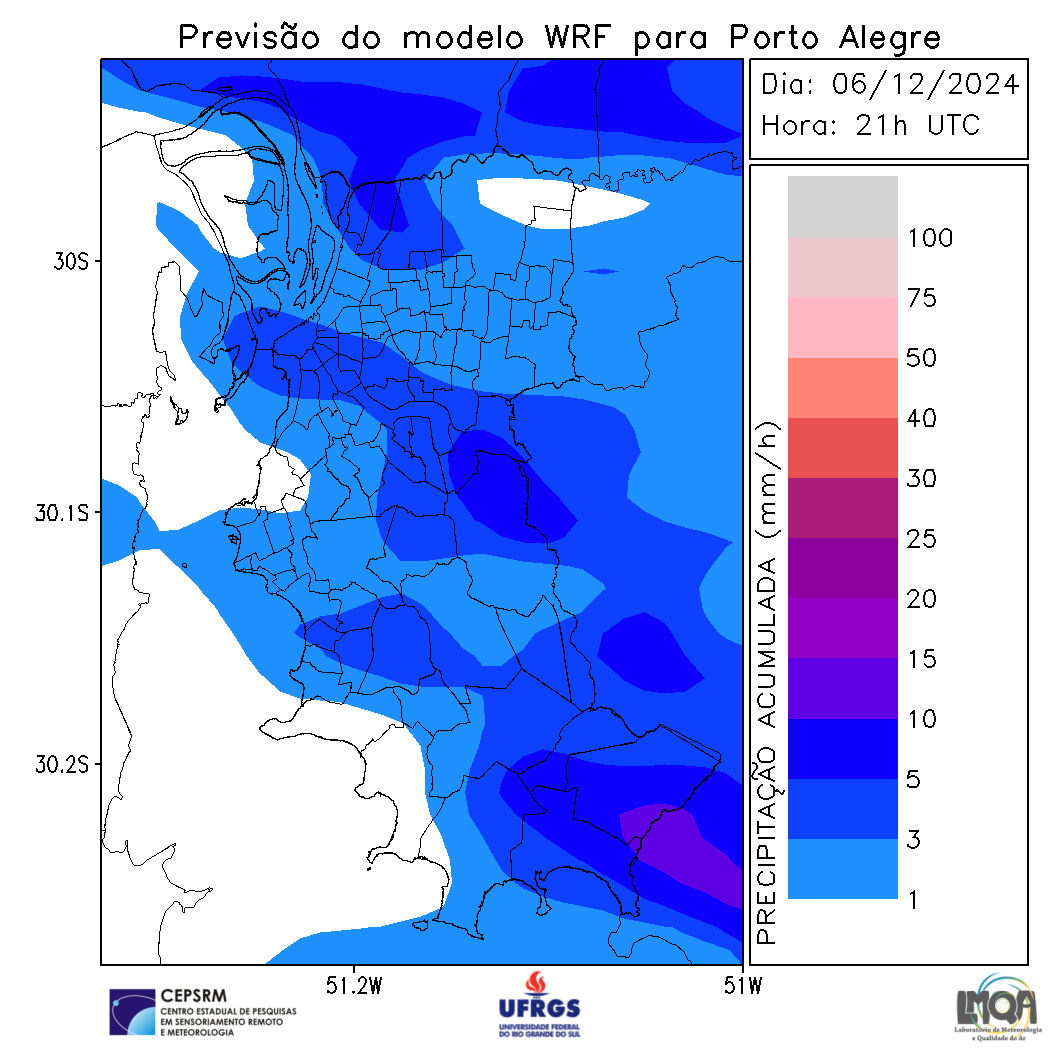 Previsão do modelo WRF para Porto Alegre
Dia: 06/12/2024
Hora: 21h UTC
100
75
50
40
30
25
20
15
10
5
3
1
PRECIPITAÇÃO ACUMULADA (mm/h)
30S
30.1S
30.2S
51.2W
51W
CEPSRM
CENTRO ESTADUAL DE PESQUISAS
EM SENSORIAMENTO REMOTO
E METEOROLOGIA
UFRGS
UNIVERSIDADE FEDERAL
DO RIO GRANDE DO SUL
LMQA
Laboratório de Meteorologia
e Qualidade do Ar